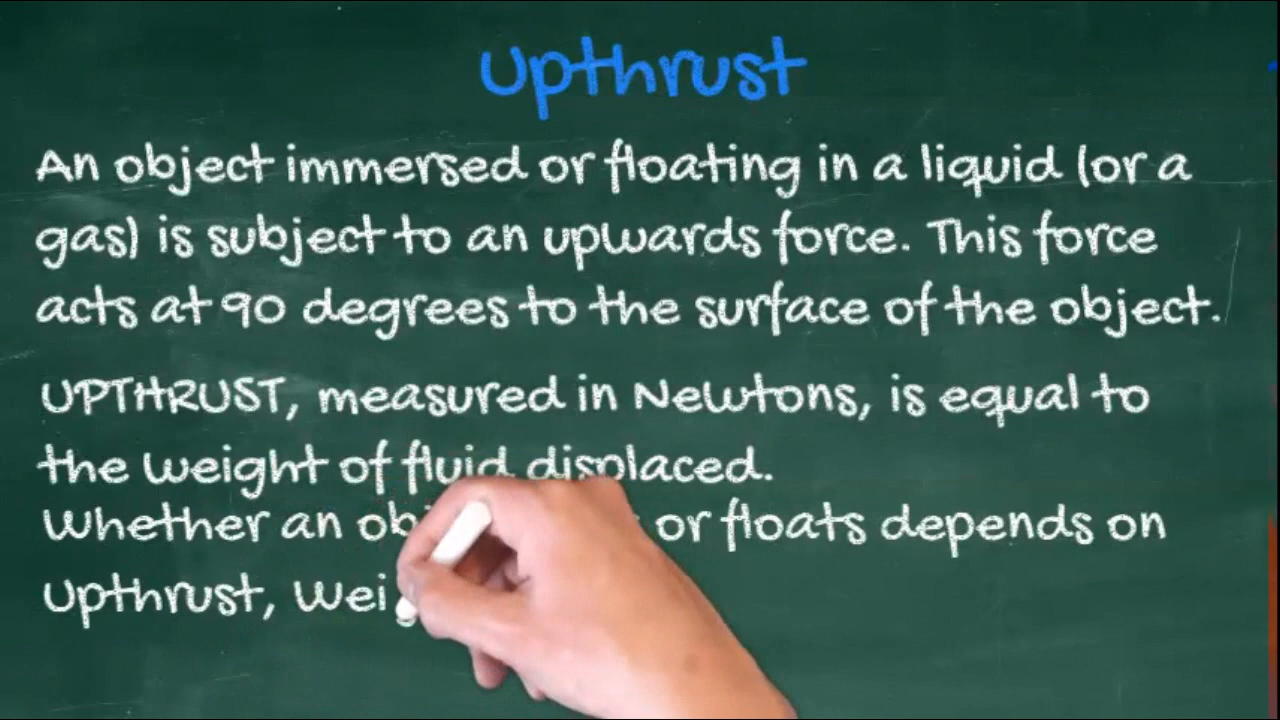 Upthrust
An object immersed or floating in a liquid (or a
gas) is subject to an upwards force. This force
acts at 90 degrees to the surface of the object.
UPTHRUST, measured in Newtons, is equal to
the weight of fluid displaced.
Whether an or floats depends on
Upthrust,